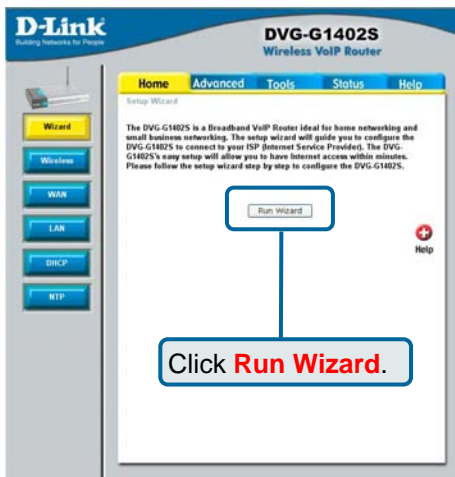 D-Link
Building Networks for People
DVG-G1402S
Wireless VoIP Router
Home Advanced Tools Status Help
Setup Wizard
Wizard
Wireless
WAN
LAN
DHCP
NTP
The DVG-G1402S is a Broadband VoIP Router ideal for home networking and
small business networking. The setup wizard will guide you to configure the
DVG-G1402S to connect to your ISP (Internet Service Provider). The DVG-
G1402S's easy setup will allow you to have Internet access within minutes.
Please follow the setup wizard step by step to configure the DVG-G1402S.
Run Wizard
Help
Click Run Wizard.